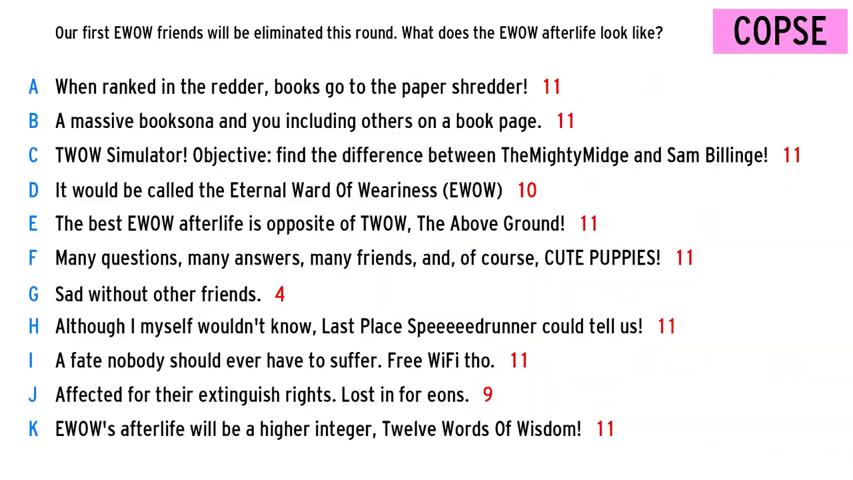 Our first EWOW friends will be eliminated this round. What does the EWOW afterlife look like?
COPSE
A When ranked in the redder, books go to the paper shredder! 11
B A massive booksona and you including others on a book page. 11
C TWOW Simulator! Objective: find the difference between TheMightyMidge and Sam Billinge! 11
D It would be called the Eternal Ward Of Weariness (EWOW) 10
E The best EWOW afterlife is opposite of TWOW, The Above Ground! 11
F Many questions, many answers, many friends, and, of course, CUTE PUPPIES! 11
G Sad without other friends. 4
H Although I myself wouldn't know, Last Place Speeeeedrunner could tell us! 11
I A fate nobody should ever have to suffer. Free WiFi tho. 11
J Affected for their extinguish rights. Lost in for eons. 9
K EWOW's afterlife will be a higher integer, Twelve Words Of Wisdom! 11